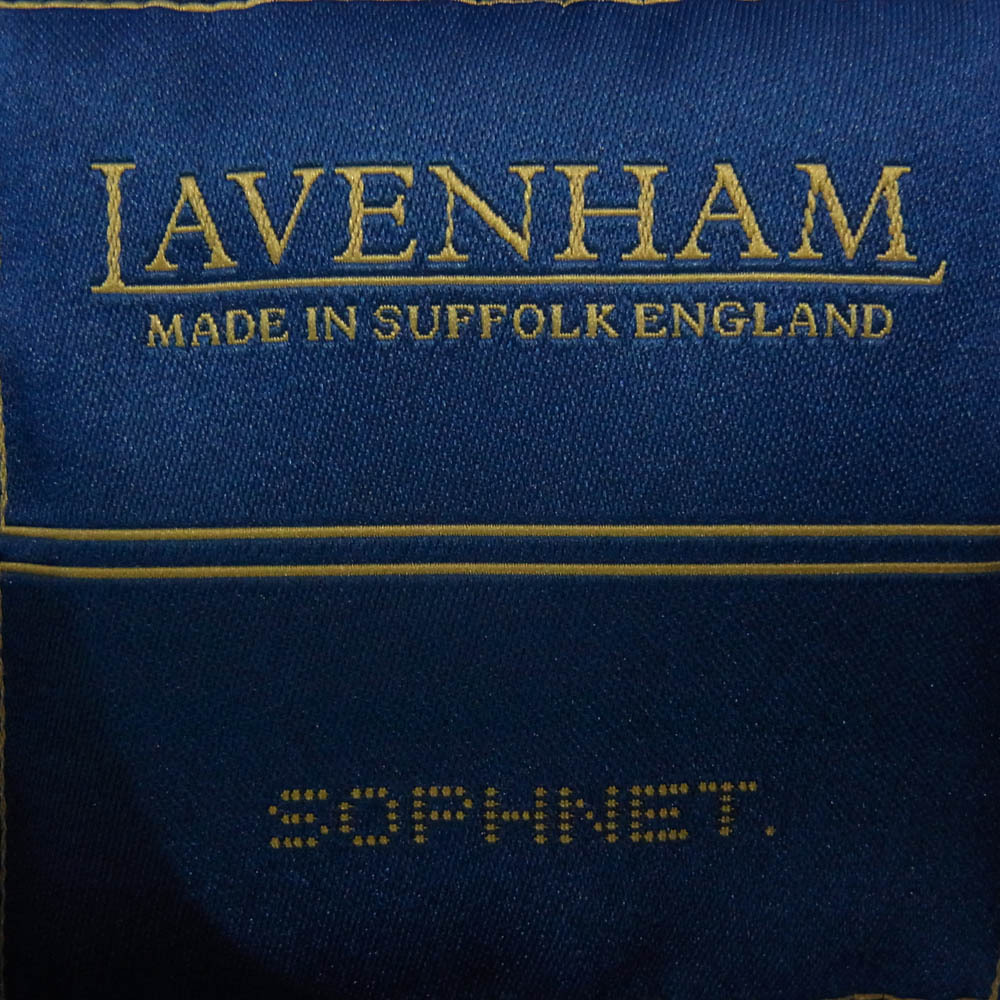 LAVENHAM
MADE IN SUFFOLK ENGLAND
SOPHNET.